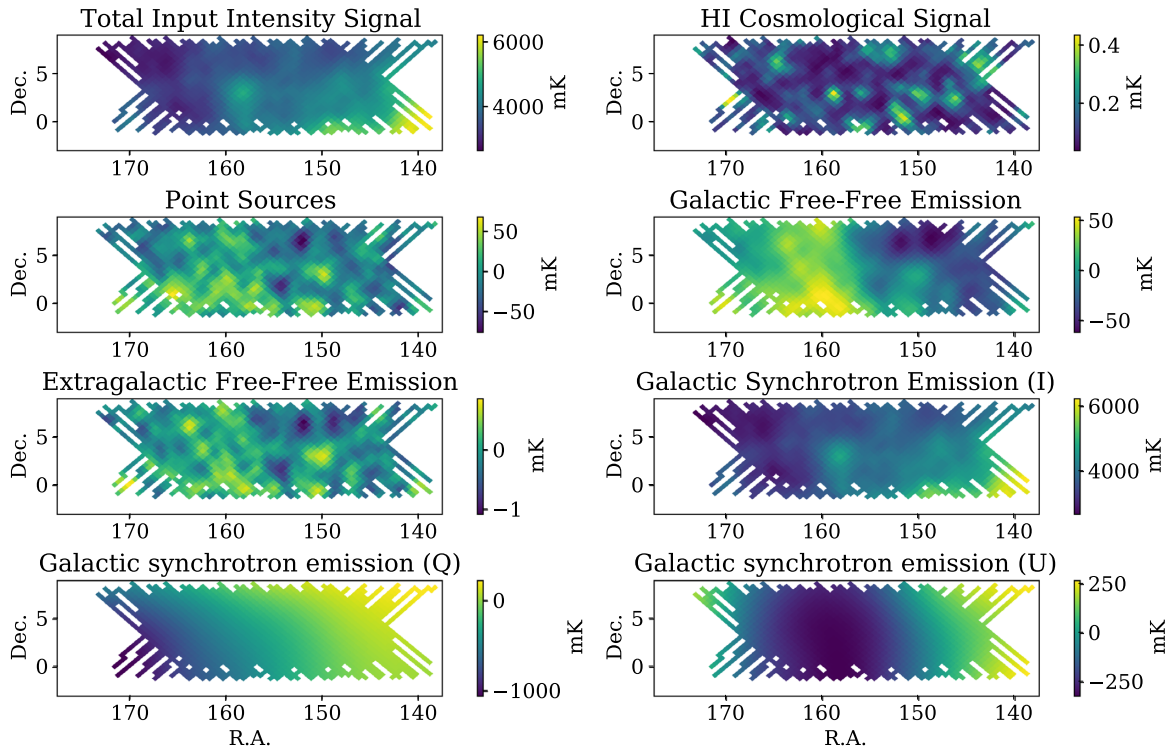 Total Input Intensity Signal
Dec.
5
0
170 160 150 140
6000
4000
mK
HI Cosmological Signal
Dec.
5
0
170 160 150 140
0.4
0.2
mK
Point Sources
Dec.
5
0
170 160 150 140
50
0
−50
mK
Galactic Free-Free Emission
Dec.
5
0
170 160 150 140
50
0
−50
mK
Extragalactic Free-Free Emission
Dec.
5
0
170 160 150 140
0
−1
mK
Galactic Synchrotron Emission (I)
Dec.
5
0
170 160 150 140
6000
4000
mK
Galactic synchrotron emission (Q)
Dec.
5
0
170 160 150 140
R.A.
0
−1000
mK
Galactic synchrotron emission (U)
Dec.
5
0
170 160 150 140
R.A.
250
0
−250
mK